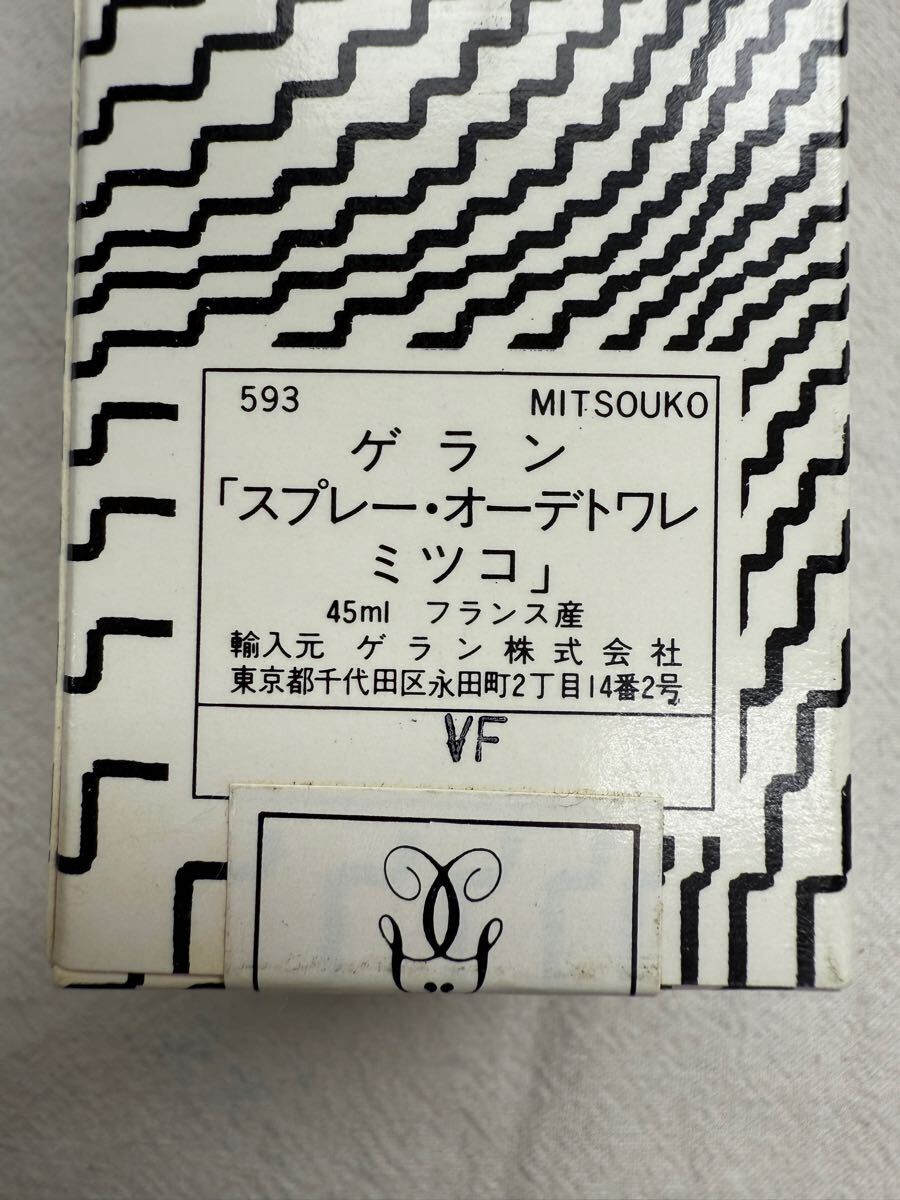 593 MITSOUKO
ゲラン
「スプレー・オーデトワレ
ミツコ」
45ml フランス産
輸入元 ゲラン株式会社
東京都千代田区永田町2丁目14番2号
VF